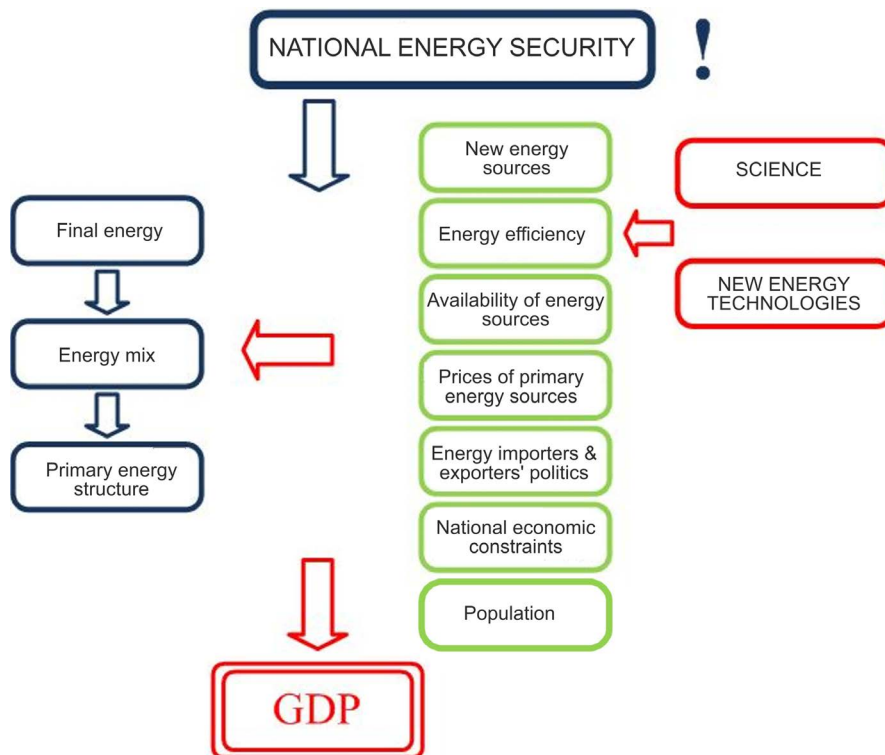 NATIONAL ENERGY SECURITY
!
Final energy
Energy mix
Primary energy
structure
New energy
sources
Energy efficiency
Availability of energy
sources
Prices of primary
energy sources
Energy importers &
exporters' politics
National economic
constraints
Population
SCIENCE
NEW ENERGY
TECHNOLOGIES
GDP